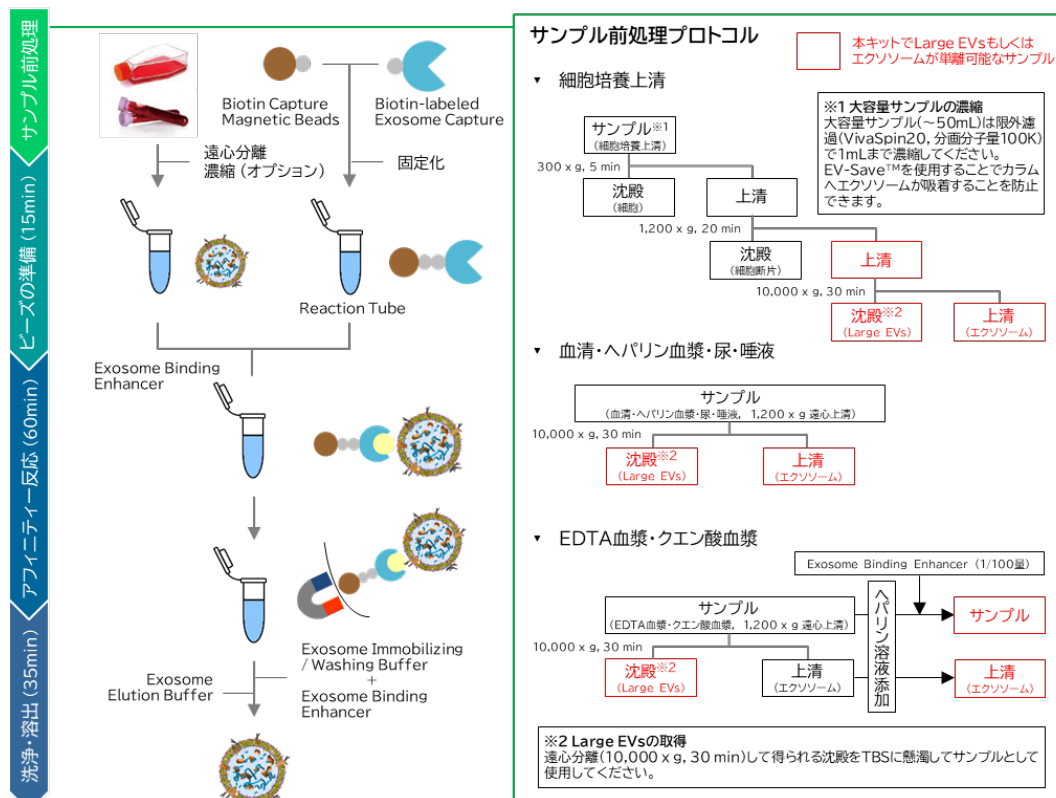 サンプル前処理
ビーズの準備 (15min)
アフィニティー反応 (60min)
洗浄・溶出 (35min)
Biotin Capture
Magnetic Beads
Biotin-labeled
Exosome Capture
遠心分離
濃縮 (オプション)
固定化
Reaction Tube
Exosome Binding
Enhancer
Exosome Immobilizing
/ Washing Buffer
+
Exosome Binding
Enhancer
Exosome
Elution Buffer
サンプル前処理プロトコル
本キットでLarge EVsもしくは
エクソソームが単離可能なサンプル
▼ 細胞培養上清
※1 大容量サンプルの濃縮
大容量サンプル(~50mL)は限外濾
過(VivaSpin20, 分画分子量100K)
で1mLまで濃縮してください。
EV-Save™を使用することでカラム
へエクソソームが吸着することを防止
できます。
サンプル※1
(細胞培養上清)
300 x g, 5 min
沈殿
(細胞)
上清
1,200 x g, 20 min
沈殿
(細胞断片)
上清
10,000 x g, 30 min
沈殿※2
(Large EVs)
上清
(エクソソーム)
▼ 血清・ヘパリン血漿・尿・唾液
サンプル
(血清・ヘパリン血漿・尿・唾液, 1,200 x g 遠心上清)
10,000 x g, 30 min
沈殿※2
(Large EVs)
上清
(エクソソーム)
▼ EDTA血漿・クエン酸血漿
Exosome Binding Enhancer (1/100量)
サンプル
(EDTA血漿・クエン酸血漿, 1,200 x g 遠心上清)
ヘパリン溶液添加
サンプル
10,000 x g, 30 min
沈殿※2
(Large EVs)
上清
(エクソソーム)
上清
(エクソソーム)
※2 Large EVsの取得
遠心分離(10,000 x g, 30 min)して得られる沈殿をTBSに懸濁してサンプルとして
使用してください。